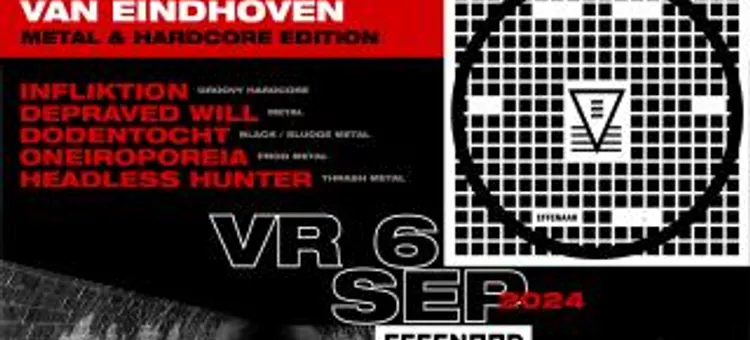 VAN EINDHOVEN
METAL & HARDCORE EDITION
INFLIKTION GROOVY HARDCORE
DEPRAVED WILL METAL
DODENTOCHT BLACK / SLUDGE METAL
ONEIROPOREIA PROG METAL
HEADLESS HUNTER THRASH METAL
EFFENAAR
VR 6
SEP 2024
EFFENAAR